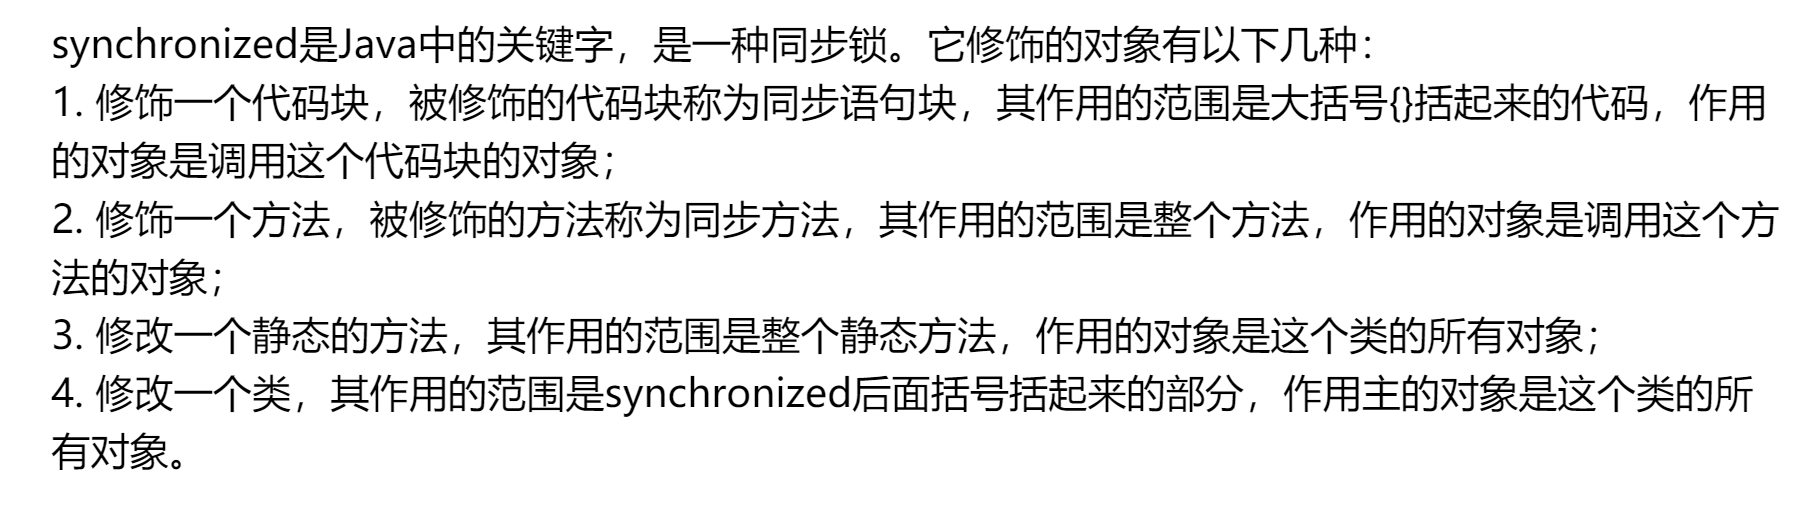 synchronized是Java中的关键字，是一种同步锁。它修饰的对象有以下几种：
1. 修饰一个代码块，被修饰的代码块称为同步语句块，其作用的范围是大括号{}括起来的代码，作用
的对象是调用这个代码块的对象；
2. 修饰一个方法，被修饰的方法称为同步方法，其作用的范围是整个方法，作用的对象是调用这个方
法的对象；
3. 修改一个静态的方法，其作用的范围是整个静态方法，作用的对象是这个类的所有对象；
4. 修改一个类，其作用的范围是synchronized后面括号括起来的部分，作用主的对象是这个类的所
有对象。